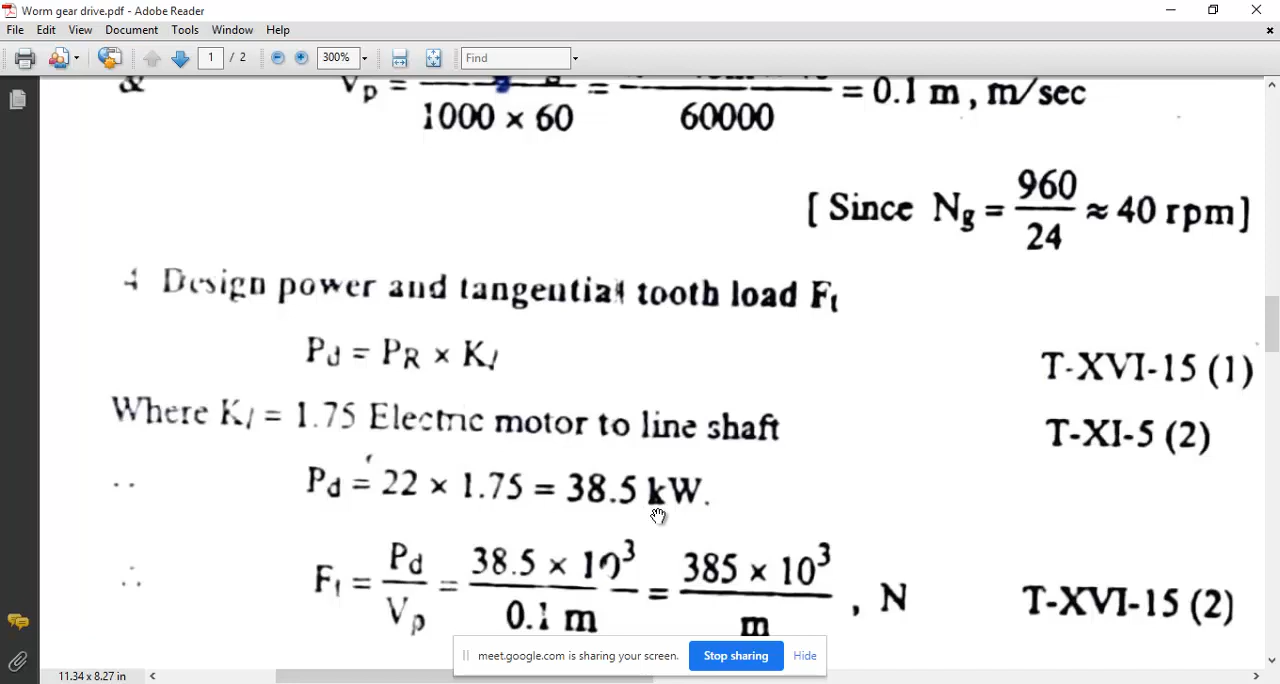 Worm gear drive.pdf - Adobe Reader
File Edit View Document Tools Window Help
1 / 2 300% Find
& Vp = ――― = ――― = 0.1 m , m/sec
1000 × 60 60000
[ Since Ng = 960/24 ≈ 40 rpm]
4 Design power and tangential tooth load Ft
Pd = PR × Kl T-XVI-15 (1)
Where Kl = 1.75 Electric motor to line shaft T-XI-5 (2)
∴ Pd = 22 × 1.75 = 38.5 kW.
∴ Ft = Pd/Vp = 38.5 × 10³/0.1 m = 385 × 10³/m , N T-XVI-15 (2)
meet.google.com is sharing your screen. Stop sharing Hide
11.34 x 8.27 in